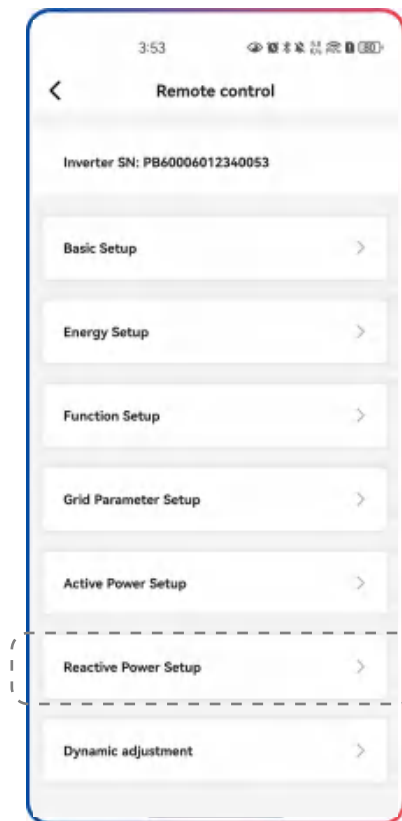 3:53
80
Remote control
Inverter SN: PB60006012340053
Basic Setup
Energy Setup
Function Setup
Grid Parameter Setup
Active Power Setup
Reactive Power Setup
Dynamic adjustment